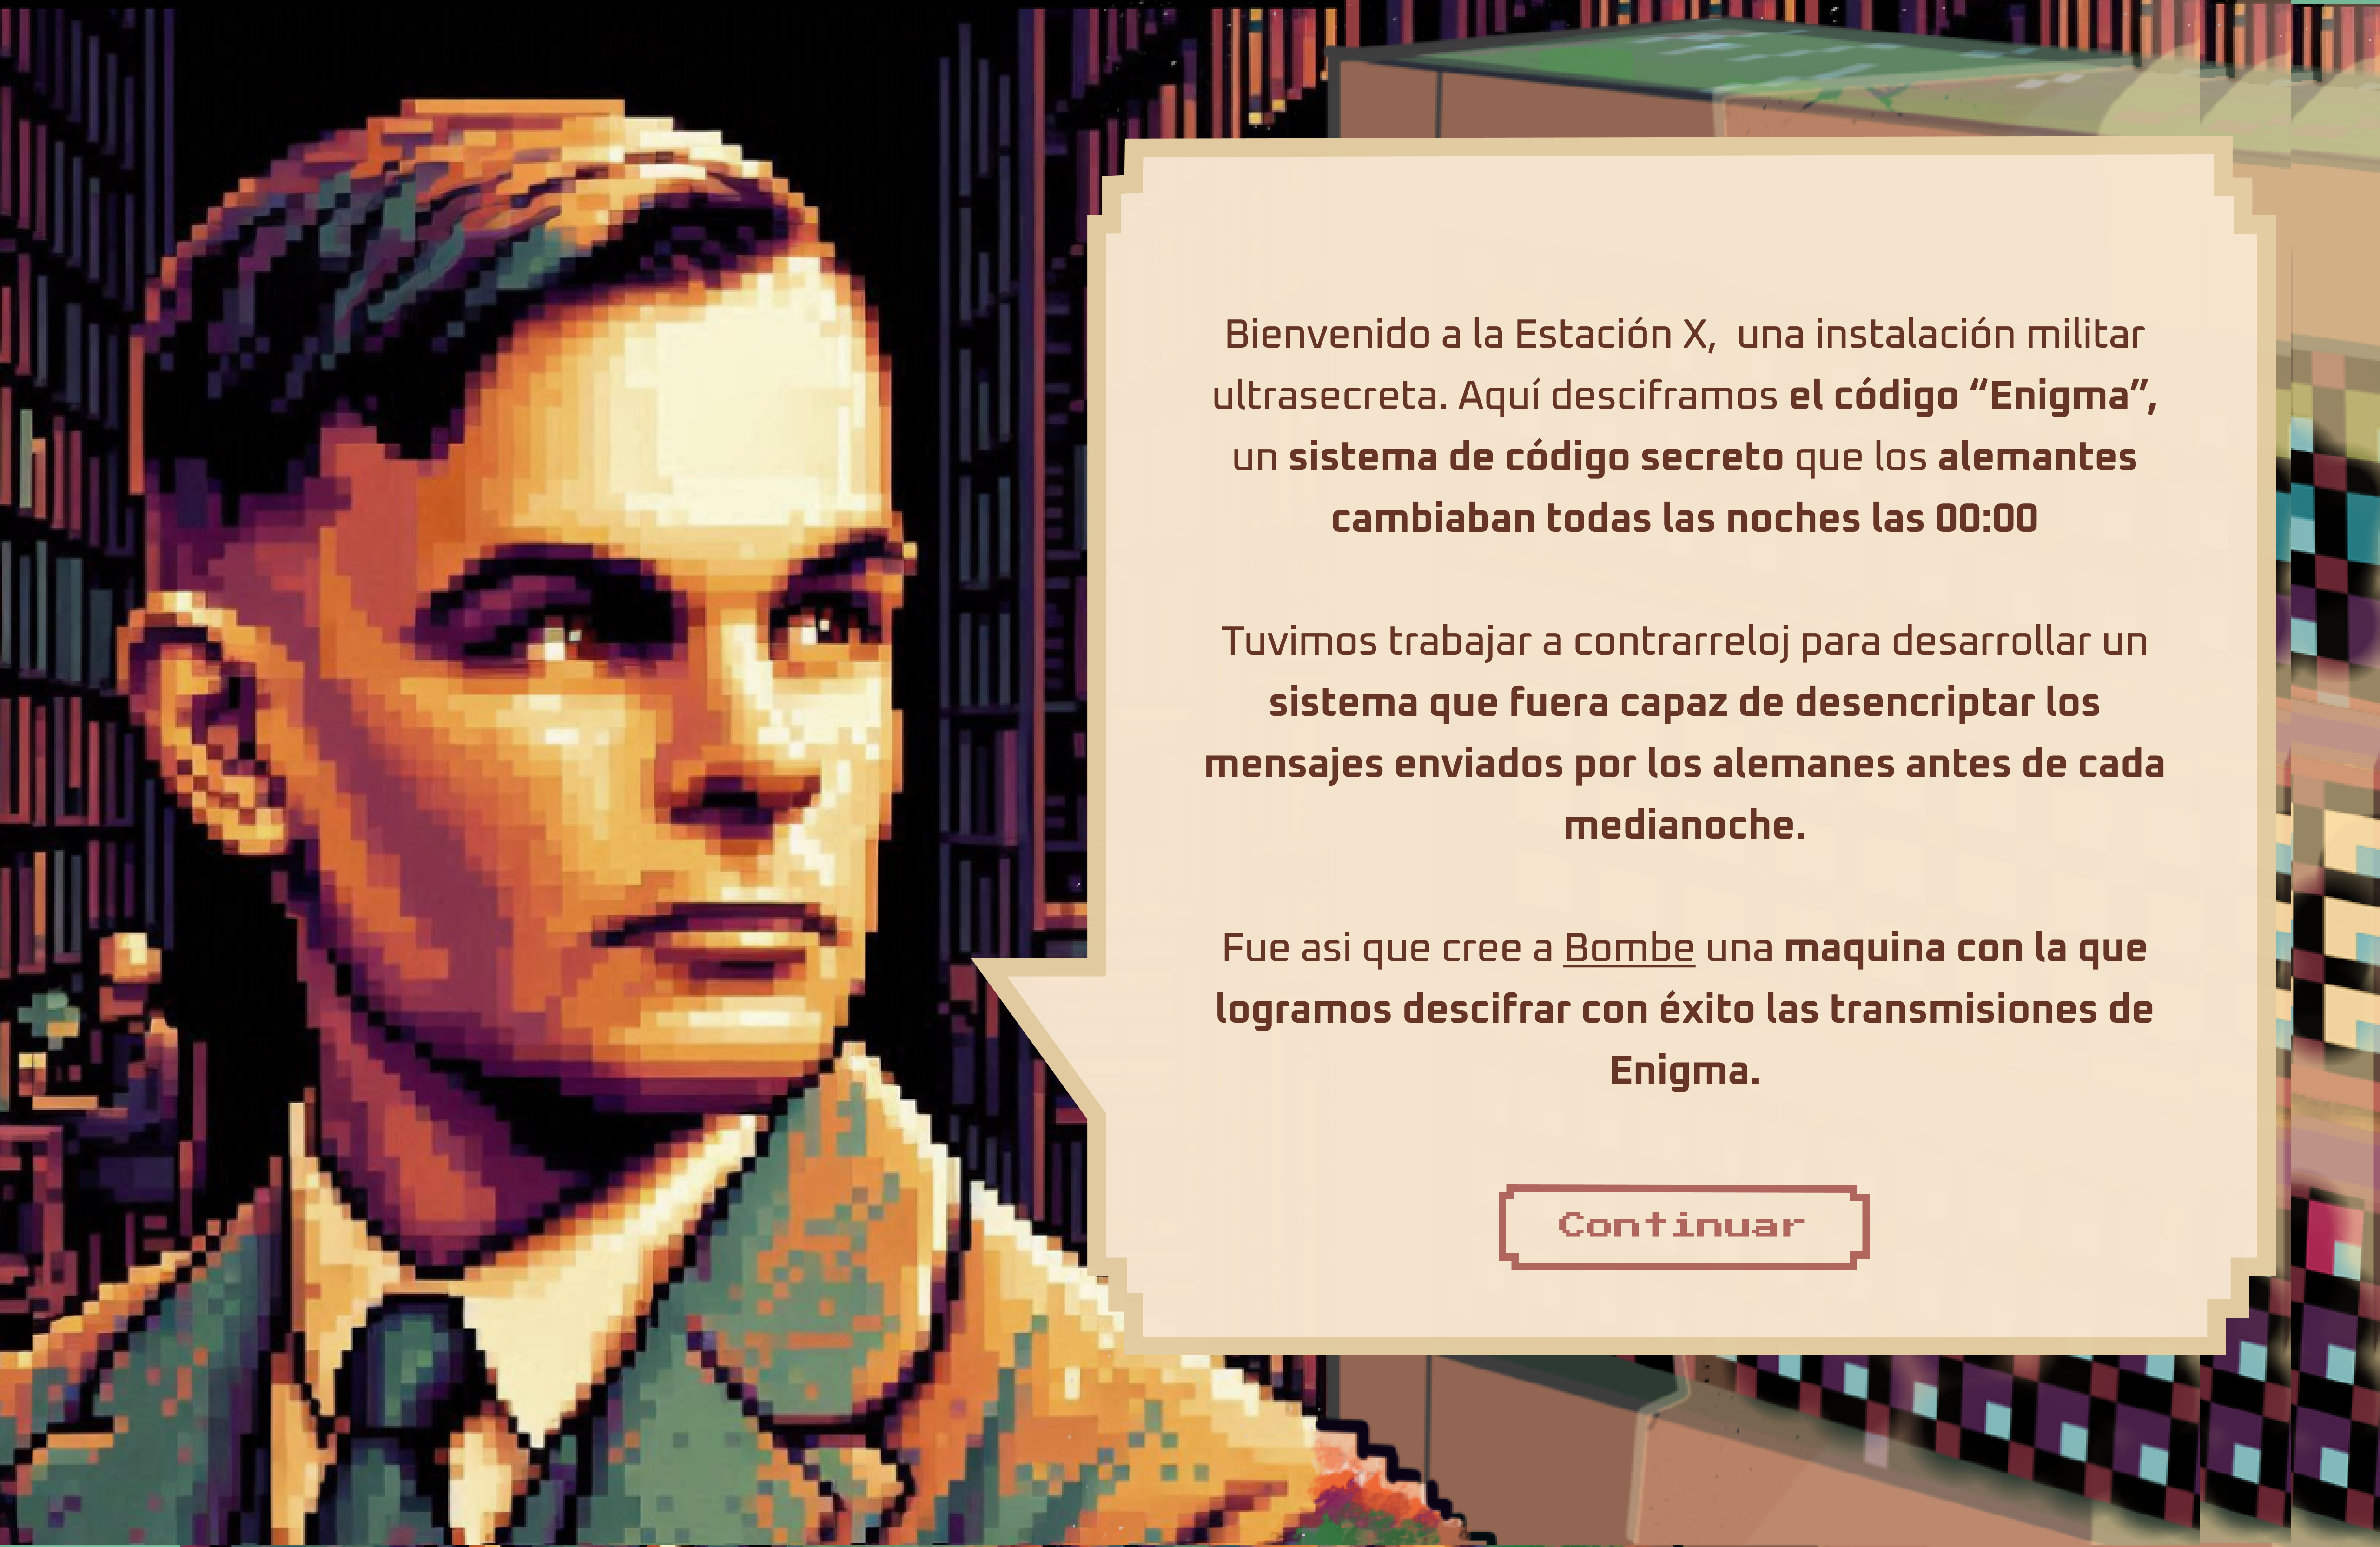 Bienvenido a la Estación X,  una instalación militar
ultrasecreta. Aquí desciframos el código “Enigma”,
un sistema de código secreto que los alemantes
cambiaban todas las noches las 00:00
Tuvimos trabajar a contrarreloj para desarrollar un
sistema que fuera capaz de desencriptar los
mensajes enviados por los alemanes antes de cada
medianoche.
Fue asi que cree a Bombe una maquina con la que
logramos descifrar con éxito las transmisiones de
Enigma.
Continuar